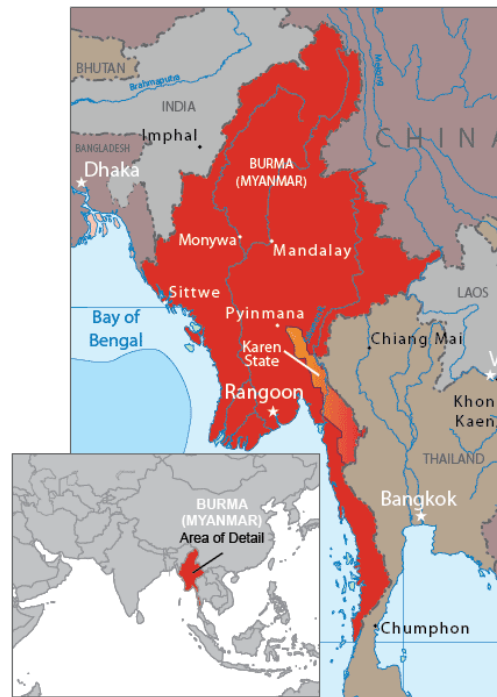 BHUTAN
Brahmaputra
INDIA
Imphal
BANGLADESH
Dhaka
Mekong
CHINA
BURMA
(MYANMAR)
Monywa
Mandalay
Sittwe
Pyinmana
LAOS
Bay of
Bengal
Karen
State
Chiang Mai
V
Rangoon
Khon
Kaen
THAILAND
Bangkok
Chumphon
BURMA
(MYANMAR)
Area of Detail